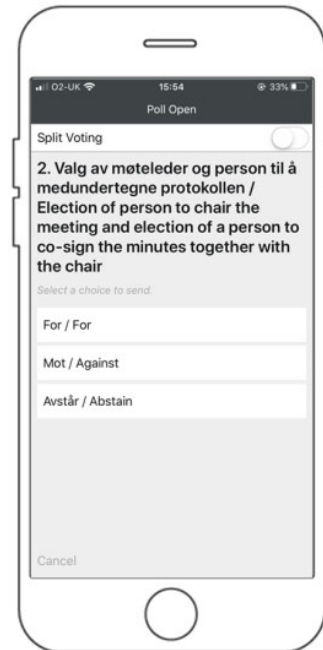 O2-UK 15:54 33%
Poll Open
Split Voting
2. Valg av møteleder og person til å
medundertegne protokollen /
Election of person to chair the
meeting and election of a person to
co-sign the minutes together with
the chair
Select a choice to send.
For / For
Mot / Against
Avstår / Abstain
Cancel